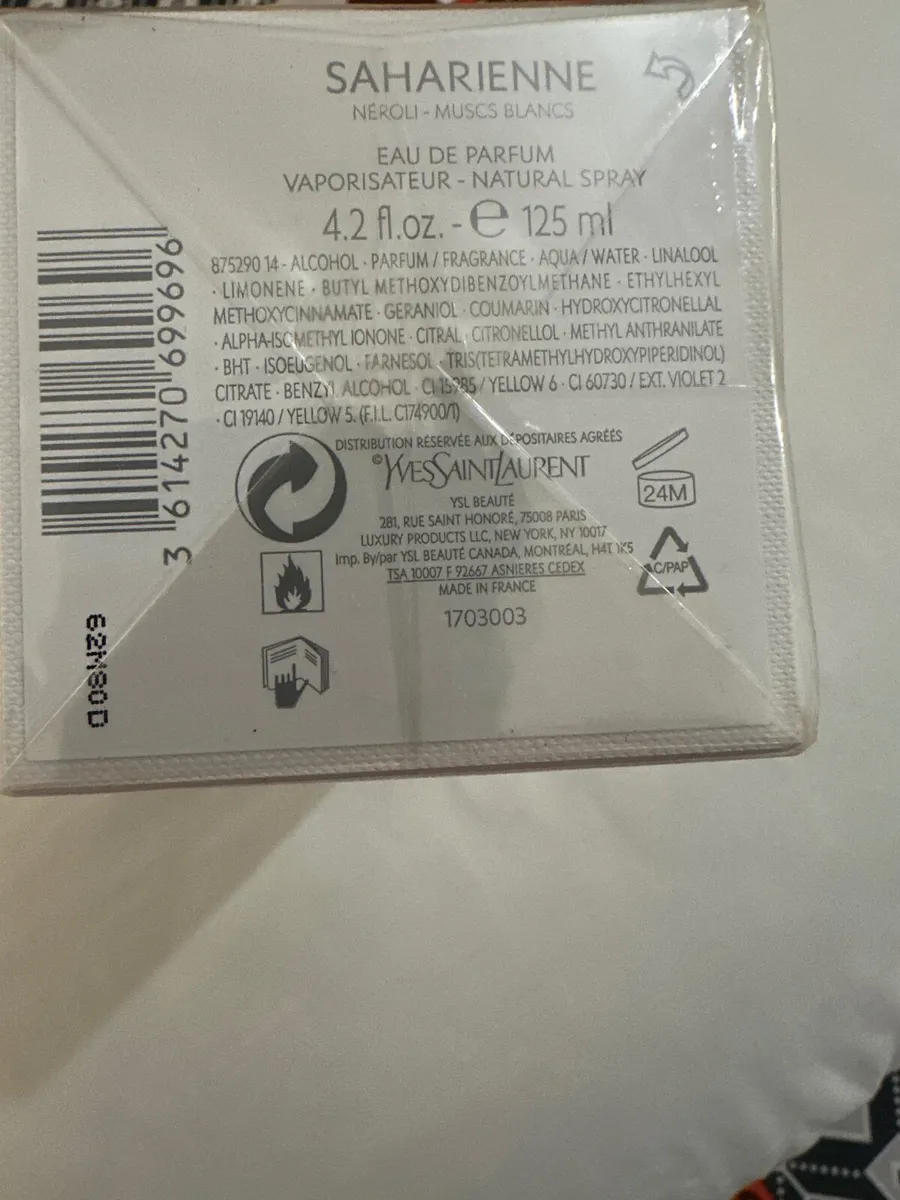 SAHARIENNE
NÉROLI - MUSCS BLANCS
EAU DE PARFUM
VAPORISATEUR - NATURAL SPRAY
4.2 fl.oz. - ℮ 125 ml
875290 14 - ALCOHOL · PARFUM / FRAGRANCE · AQUA / WATER · LINALOOL
· LIMONENE · BUTYL METHOXYDIBENZOYLMETHANE · ETHYLHEXYL
METHOXYCINNAMATE · GERANIOL · COUMARIN · HYDROXYCITRONELLAL
· ALPHA-ISOMETHYL IONONE · CITRAL · CITRONELLOL · METHYL ANTHRANILATE
· BHT · ISOEUGENOL · FARNESOL · TRIS(TETRAMETHYLHYDROXYPIPERIDINOL)
CITRATE · BENZYL ALCOHOL · CI 15985 / YELLOW 6 · CI 60730 / EXT. VIOLET 2
· CI 19140 / YELLOW 5. (F.I.L. C174900/1)
DISTRIBUTION RÉSERVÉE AUX DÉPOSITAIRES AGRÉÉS
©YVESSAINTLAURENT
YSL BEAUTÉ
281, RUE SAINT HONORÉ, 75008 PARIS
LUXURY PRODUCTS LLC, NEW YORK, NY 10017
Imp. By/par YSL BEAUTÉ CANADA, MONTRÉAL, H4T 1K5
TSA 10007 F 92667 ASNIERES CEDEX
MADE IN FRANCE
1703003
24M
C/PAP
3 614270 699696
62M80D